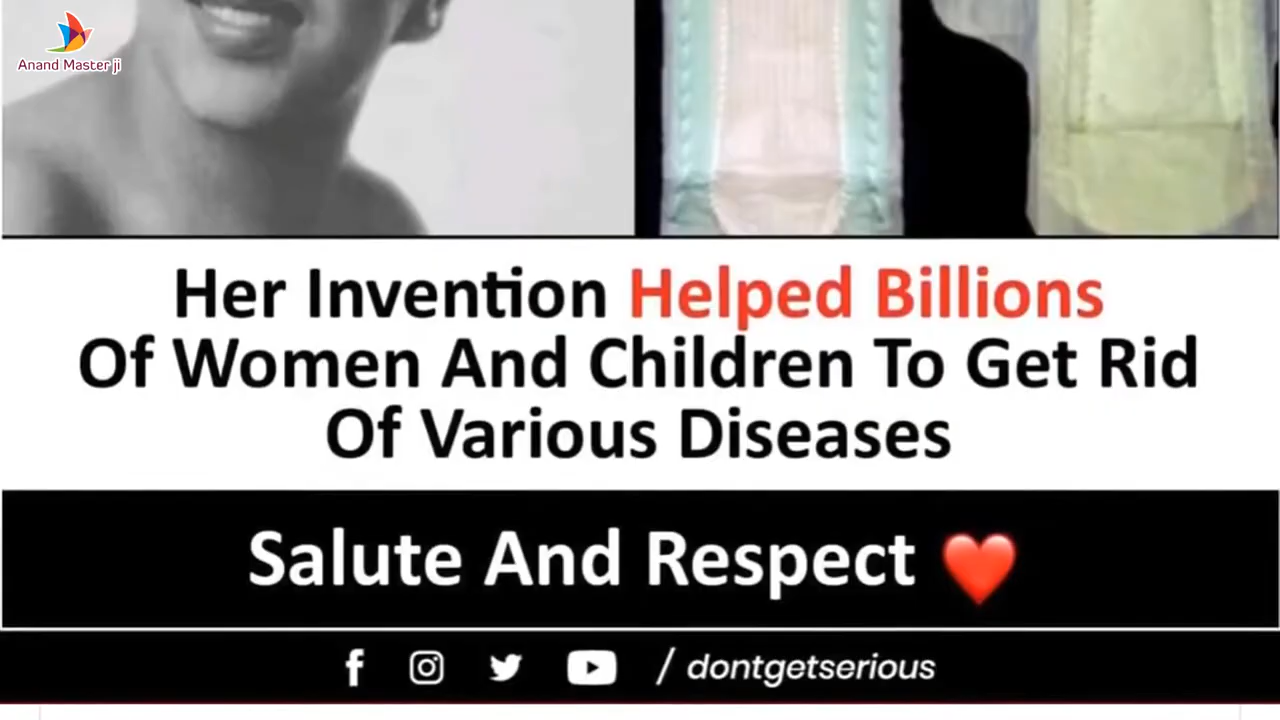 Anand Master ji
Her Invention Helped Billions
Of Women And Children To Get Rid
Of Various Diseases
Salute And Respect ❤️
/ dontgetserious